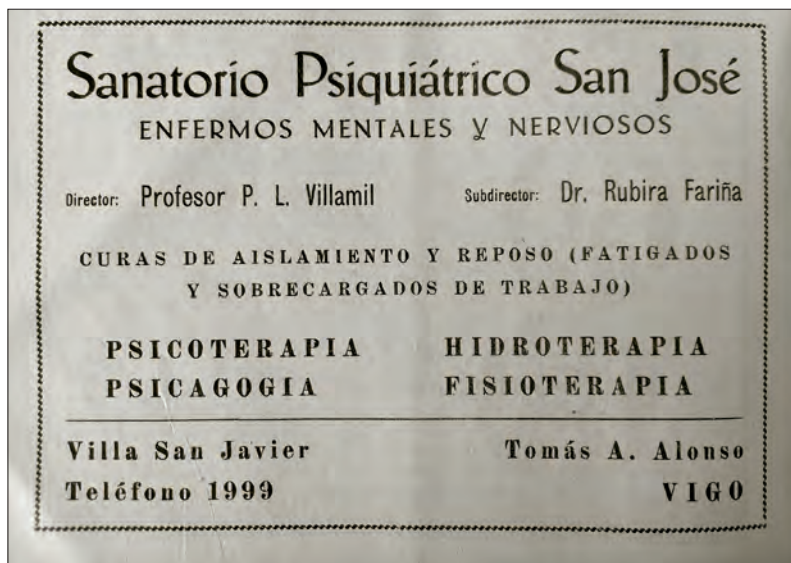 Sanatorio Psiquiátrico San José
ENFERMOS MENTALES Y NERVIOSOS
Director: Profesor P. L. Villamil Subdirector: Dr. Rubira Fariña
CURAS DE AISLAMIENTO Y REPOSO (FATIGADOS
Y SOBRECARGADOS DE TRABAJO)
PSICOTERAPIA HIDROTERAPIA
PSICAGOGIA FISIOTERAPIA
Villa San Javier Tomás A. Alonso
Teléfono 1999 VIGO